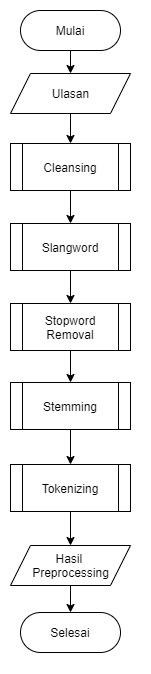 Mulai
Ulasan
Cleansing
Slangword
Stopword
Removal
Stemming
Tokenizing
Hasil
Preprocessing
Selesai